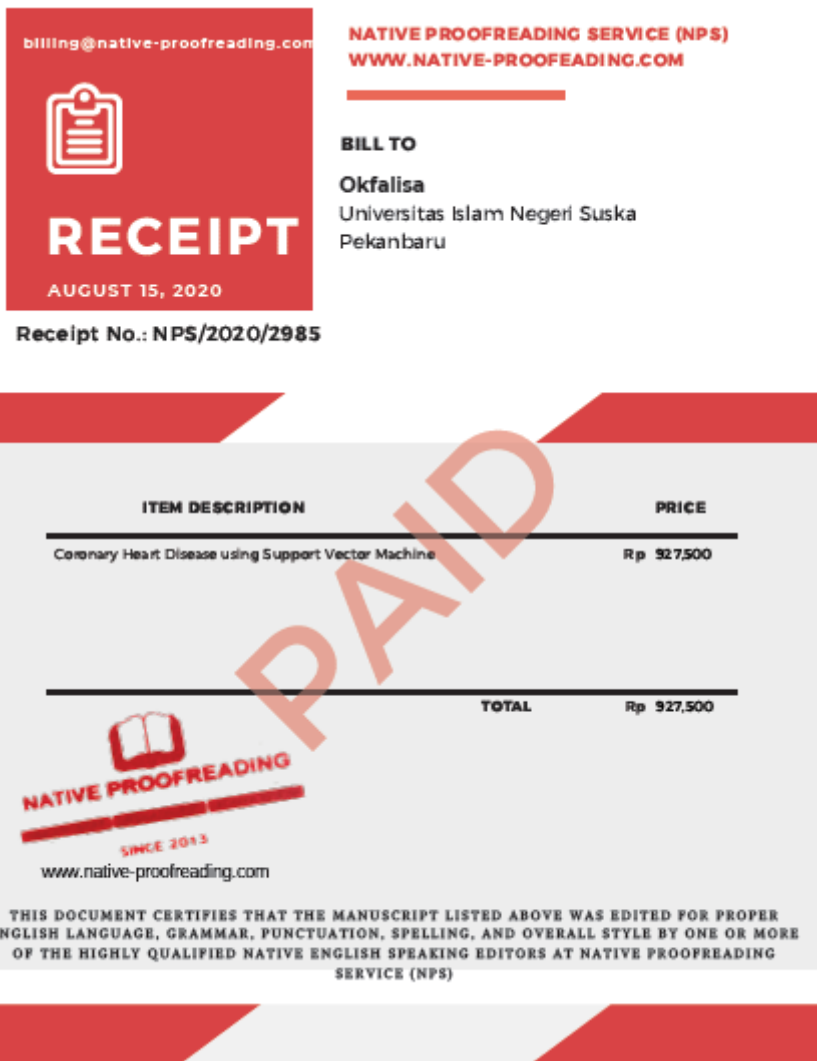 billing@native-proofreading.com
RECEIPT
AUGUST 15, 2020
Receipt No.: NPS/2020/2985
NATIVE PROOFREADING SERVICE (NPS)
WWW.NATIVE-PROOFEADING.COM
BILL TO
Okfalisa
Universitas Islam Negeri Suska
Pekanbaru
ITEM DESCRIPTION PRICE
Coronary Heart Disease using Support Vector Machine Rp 927,500
PAID
TOTAL Rp 927,500
NATIVE PROOFREADING
SINCE 2013
www.native-proofreading.com
THIS DOCUMENT CERTIFIES THAT THE MANUSCRIPT LISTED ABOVE WAS EDITED FOR PROPER
NGLISH LANGUAGE, GRAMMAR, PUNCTUATION, SPELLING, AND OVERALL STYLE BY ONE OR MORE
OF THE HIGHLY QUALIFIED NATIVE ENGLISH SPEAKING EDITORS AT NATIVE PROOFREADING
SERVICE (NPS)